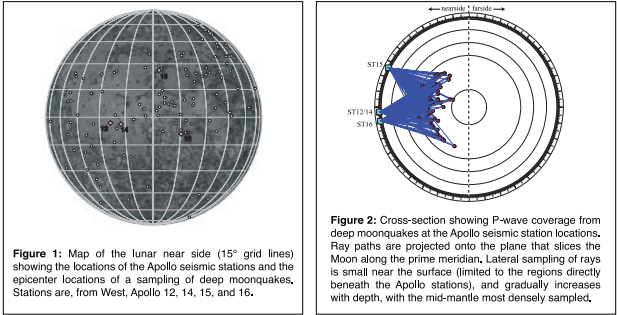 15
12
14
16
Figure 1: Map of the lunar near side (15° grid lines)
showing the locations of the Apollo seismic stations and the
epicenter locations of a sampling of deep moonquakes.
Stations are, from West, Apollo 12, 14, 15, and 16.
nearside farside
ST15
ST12/14
ST16
Figure 2: Cross-section showing P-wave coverage from
deep moonquakes at the Apollo seismic station locations.
Ray paths are projected onto the plane that slices the
Moon along the prime meridian. Lateral sampling of rays
is small near the surface (limited to the regions directly
beneath the Apollo stations), and gradually increases
with depth, with the mid-mantle most densely sampled.